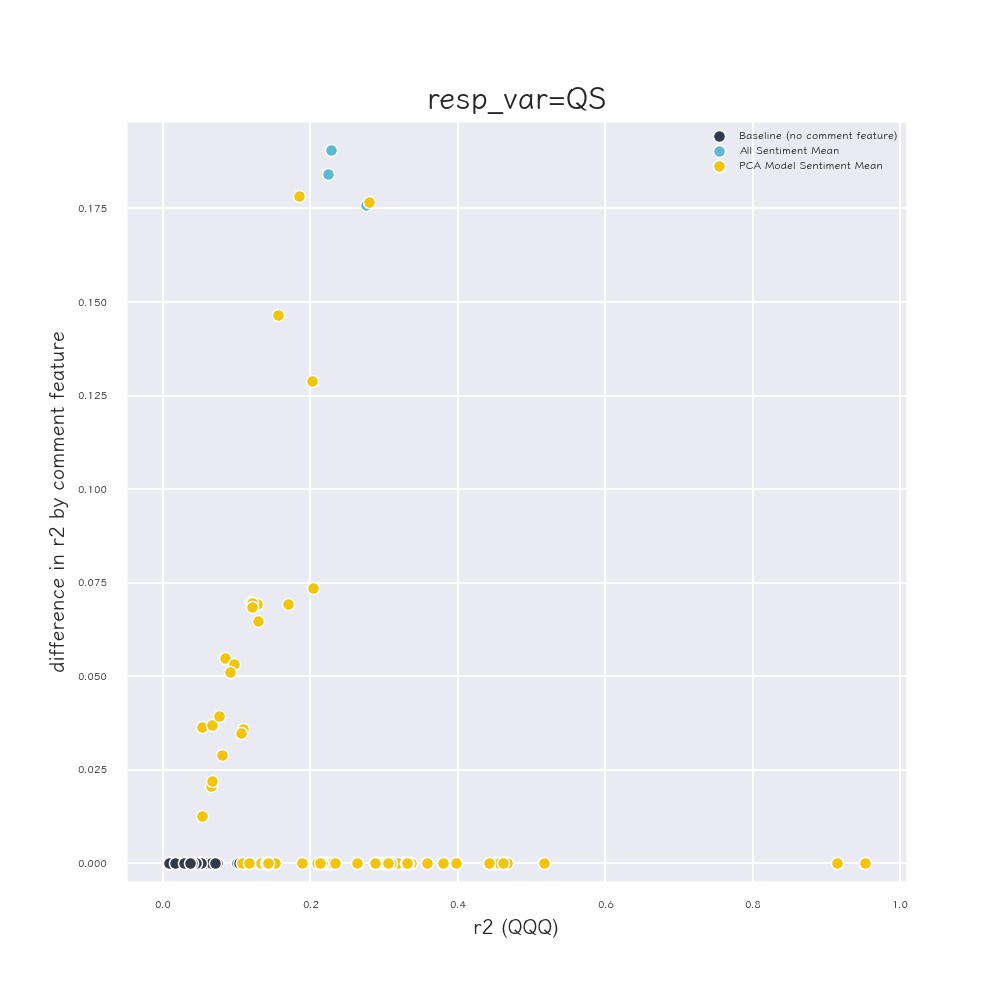 resp_var=QS
Baseline (no comment feature)
All Sentiment Mean
PCA Model Sentiment Mean
difference in r2 by comment feature
0.175
0.150
0.125
0.100
0.075
0.050
0.025
0.000
0.0 0.2 0.4 0.6 0.8 1.0
r2 (QQQ)